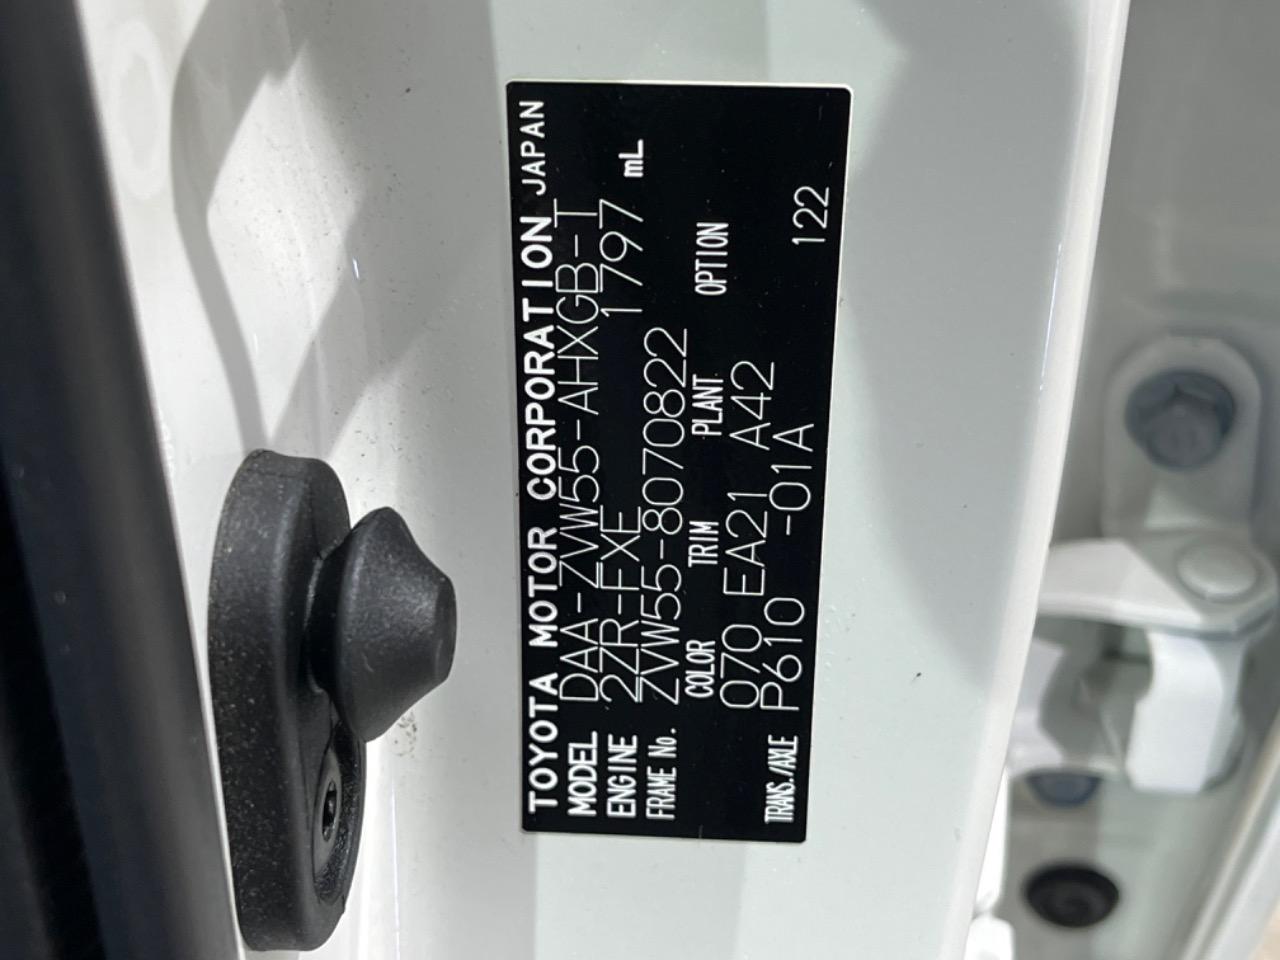 TOYOTA MOTOR CORPORATION JAPAN
MODEL DAA-ZVW55-AHXGB-T
ENGINE 2ZR-FXE 1797 mL
FRAME No. ZVW55-8070822
COLOR TRIM PLANT OPTION
070 EA21 A42
TRANS./AXLE P610 -01A 122